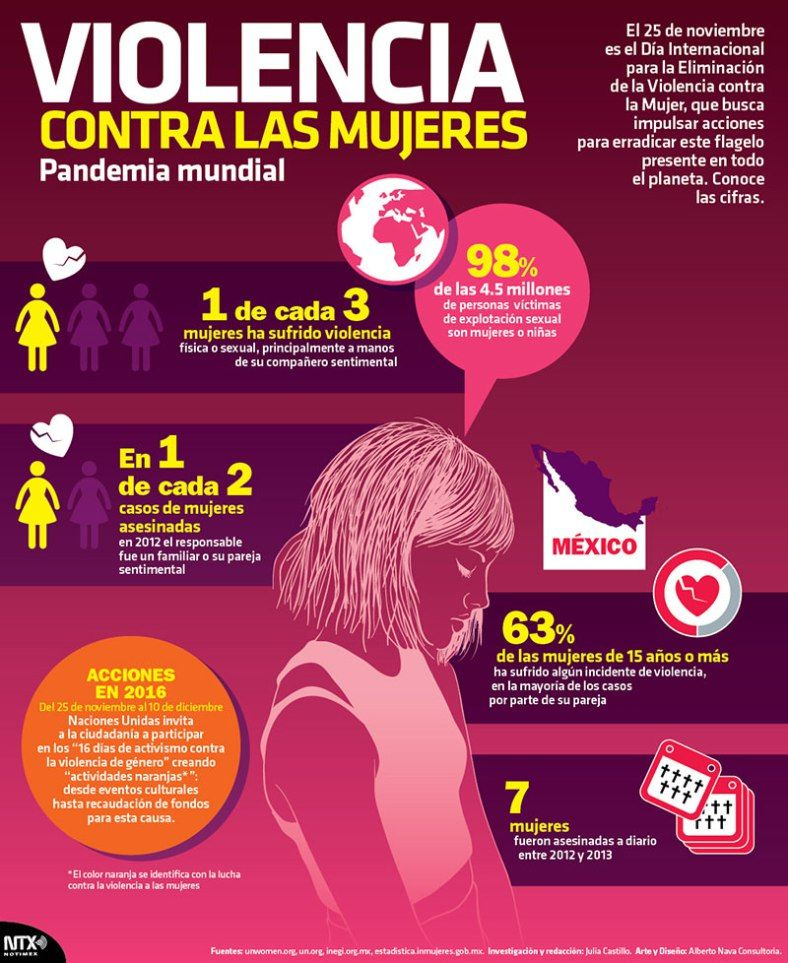 VIOLENCIA
CONTRA LAS MUJERES
Pandemia mundial
El 25 de noviembre
es el Día Internacional
para la Eliminación
de la Violencia contra
la Mujer, que busca
impulsar acciones
para erradicar este flagelo
presente en todo
el planeta. Conoce
las cifras.
98%
de las 4.5 millones
de personas víctimas
de explotación sexual
son mujeres o niñas
1 de cada 3
mujeres ha sufrido violencia
física o sexual, principalmente a manos
de su compañero sentimental
En 1
de cada 2
casos de mujeres
asesinadas
en 2012 el responsable
fue un familiar o su pareja
sentimental
MÉXICO
63%
de las mujeres de 15 años o más
ha sufrido algún incidente de violencia,
en la mayoría de los casos
por parte de su pareja
ACCIONES
EN 2016
Del 25 de noviembre al 10 de diciembre
Naciones Unidas invita
a la ciudadanía a participar
en los “16 días de activismo contra
la violencia de género” creando
“actividades naranjas*”:
desde eventos culturales
hasta recaudación de fondos
para esta causa.
7
mujeres
fueron asesinadas a diario
entre 2012 y 2013
*El color naranja se identifica con la lucha
contra la violencia a las mujeres
NTX
NOTIMEX
Fuentes: unwomen.org, un.org, inegi.org.mx, estadistica.inmujeres.gob.mx. Investigación y redacción: Julia Castillo. Arte y Diseño: Alberto Nava Consultoria.